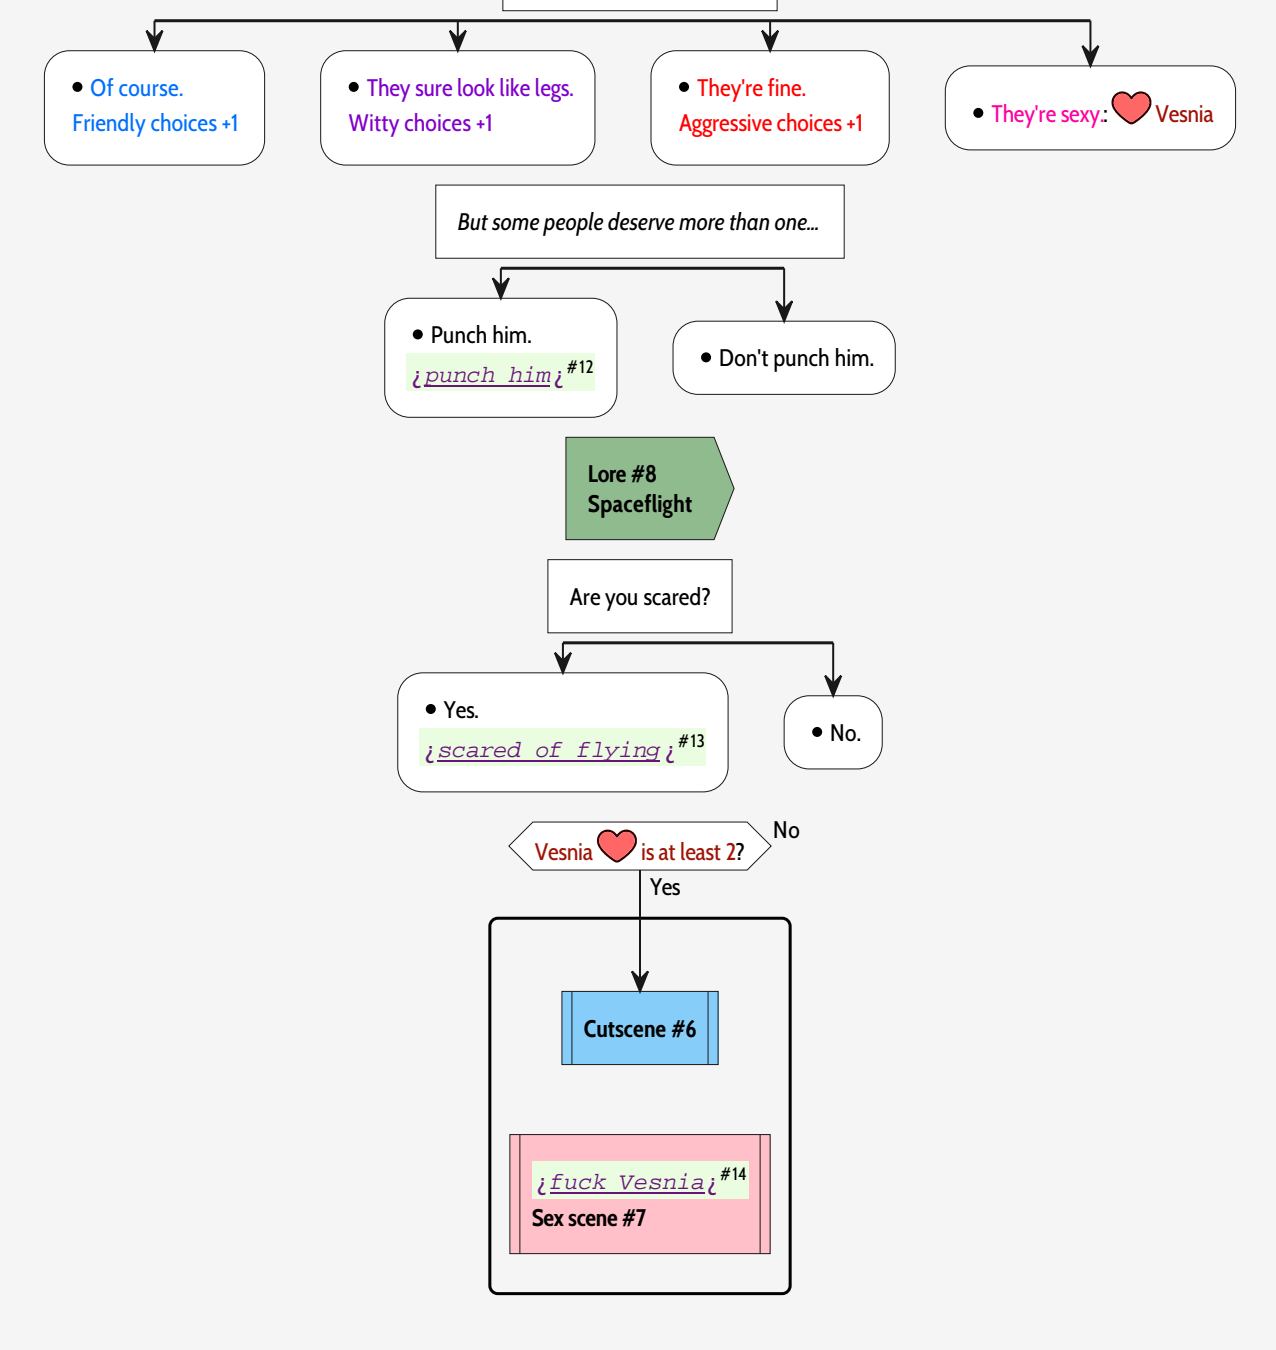 • Of course.
Friendly choices +1
• They sure look like legs.
Witty choices +1
• They're fine.
Aggressive choices +1
• They're sexy.: Vesnia
But some people deserve more than one...
• Punch him.
¿punch him¿#12
• Don't punch him.
Lore #8
Spaceflight
Are you scared?
• Yes.
¿scared of flying¿#13
• No.
Vesnia is at least 2?
No
Yes
Cutscene #6
¿fuck Vesnia¿#14
Sex scene #7